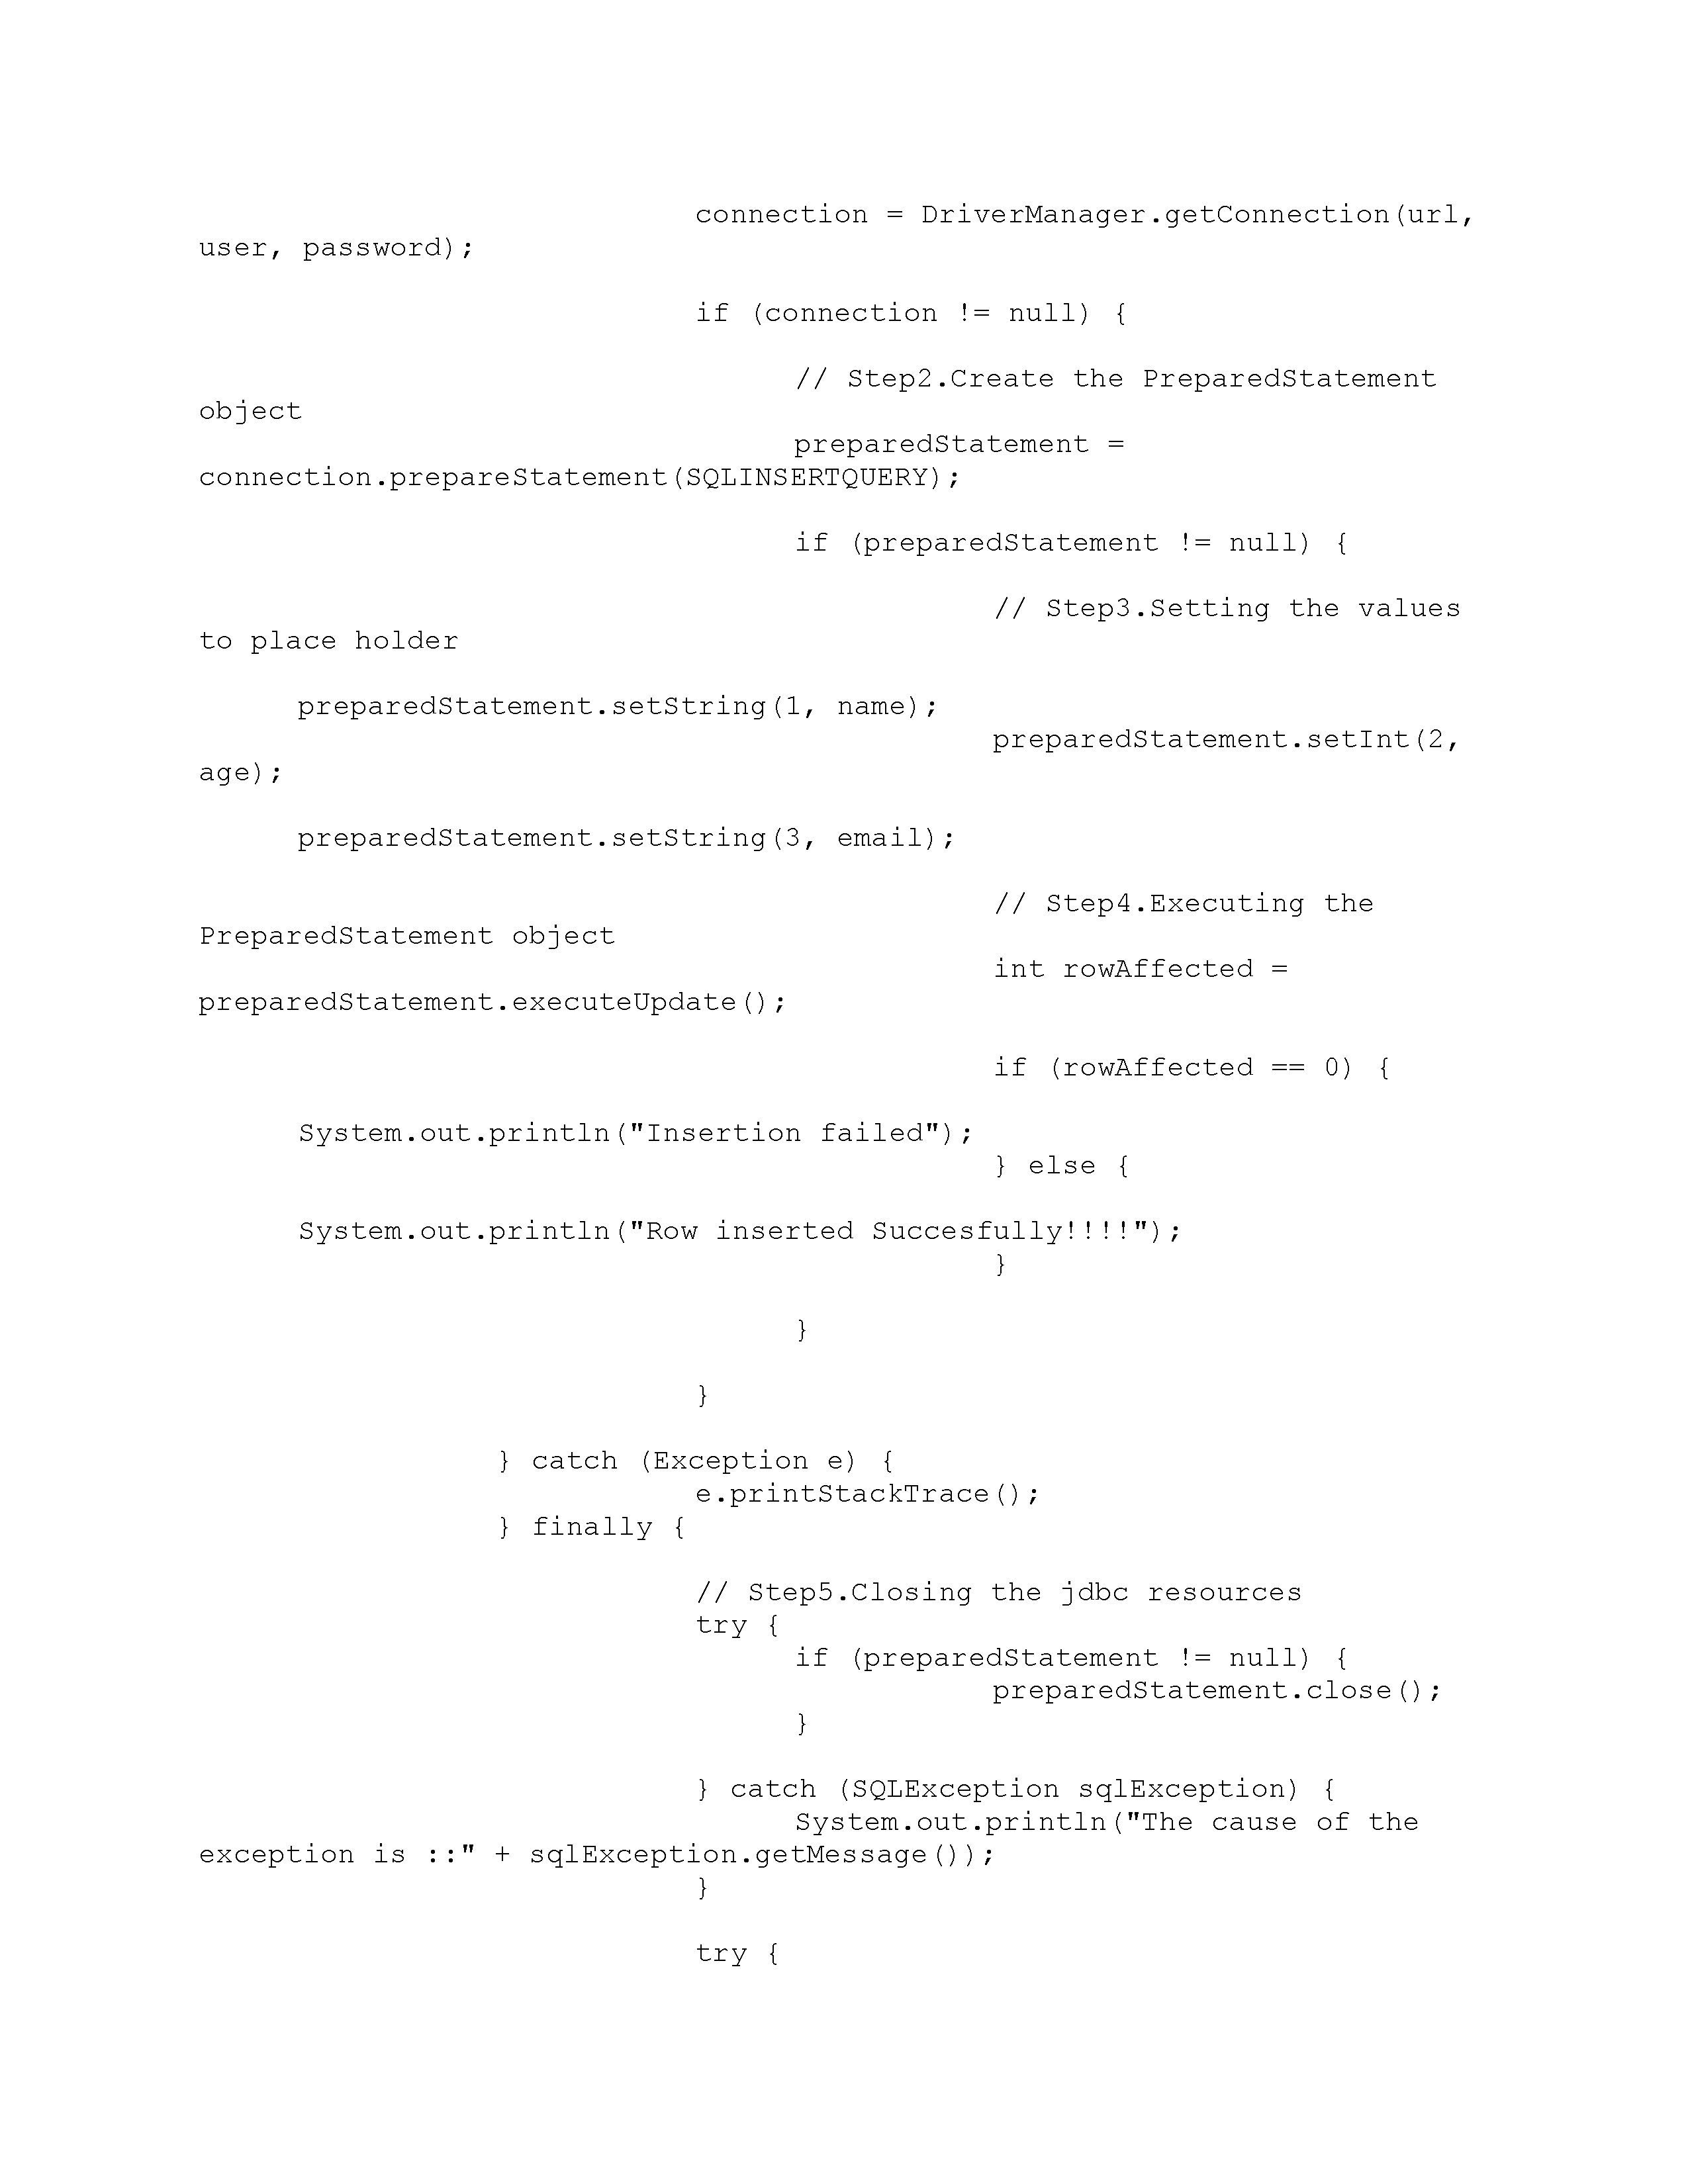 connection = DriverManager.getConnection(url,
user, password);
if (connection != null) {
// Step2.Create the PreparedStatement
object
preparedStatement =
connection.prepareStatement(SQLINSERTQUERY);
if (preparedStatement != null) {
// Step3.Setting the values
to place holder
preparedStatement.setString(1, name);
preparedStatement.setInt(2,
age);
preparedStatement.setString(3, email);
// Step4.Executing the
PreparedStatement object
int rowAffected =
preparedStatement.executeUpdate();
if (rowAffected == 0) {
System.out.println("Insertion failed");
} else {
System.out.println("Row inserted Succesfully!!!!");
}
}
}
} catch (Exception e) {
e.printStackTrace();
} finally {
// Step5.Closing the jdbc resources
try {
if (preparedStatement != null) {
preparedStatement.close();
}
} catch (SQLException sqlException) {
System.out.println("The cause of the
exception is ::" + sqlException.getMessage());
}
try {